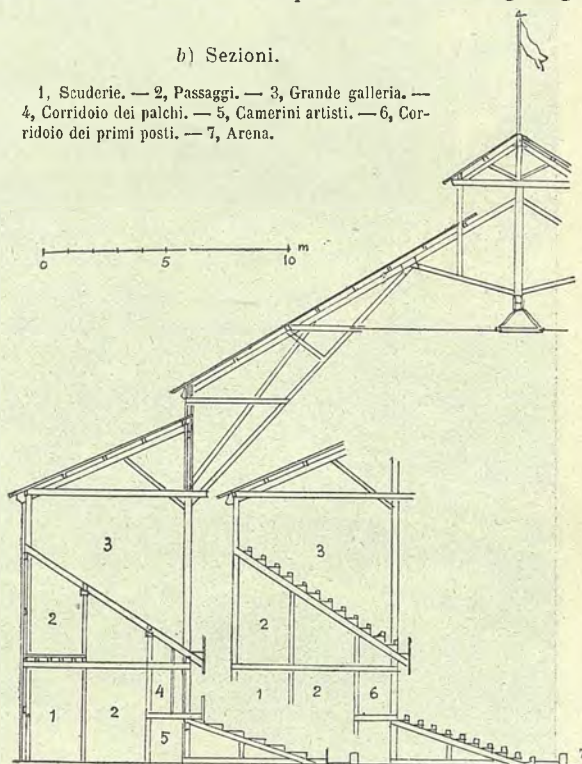 b) Sezioni.
1, Scuderie. — 2, Passaggi. — 3, Grande galleria. —
4, Corridoio dei palchi. — 5, Camerini artisti. — 6, Cor-
ridoio dei primi posti. — 7, Arena.
m
0 5 10
3 3
2 2
4
1 2 1 2 6
5
7